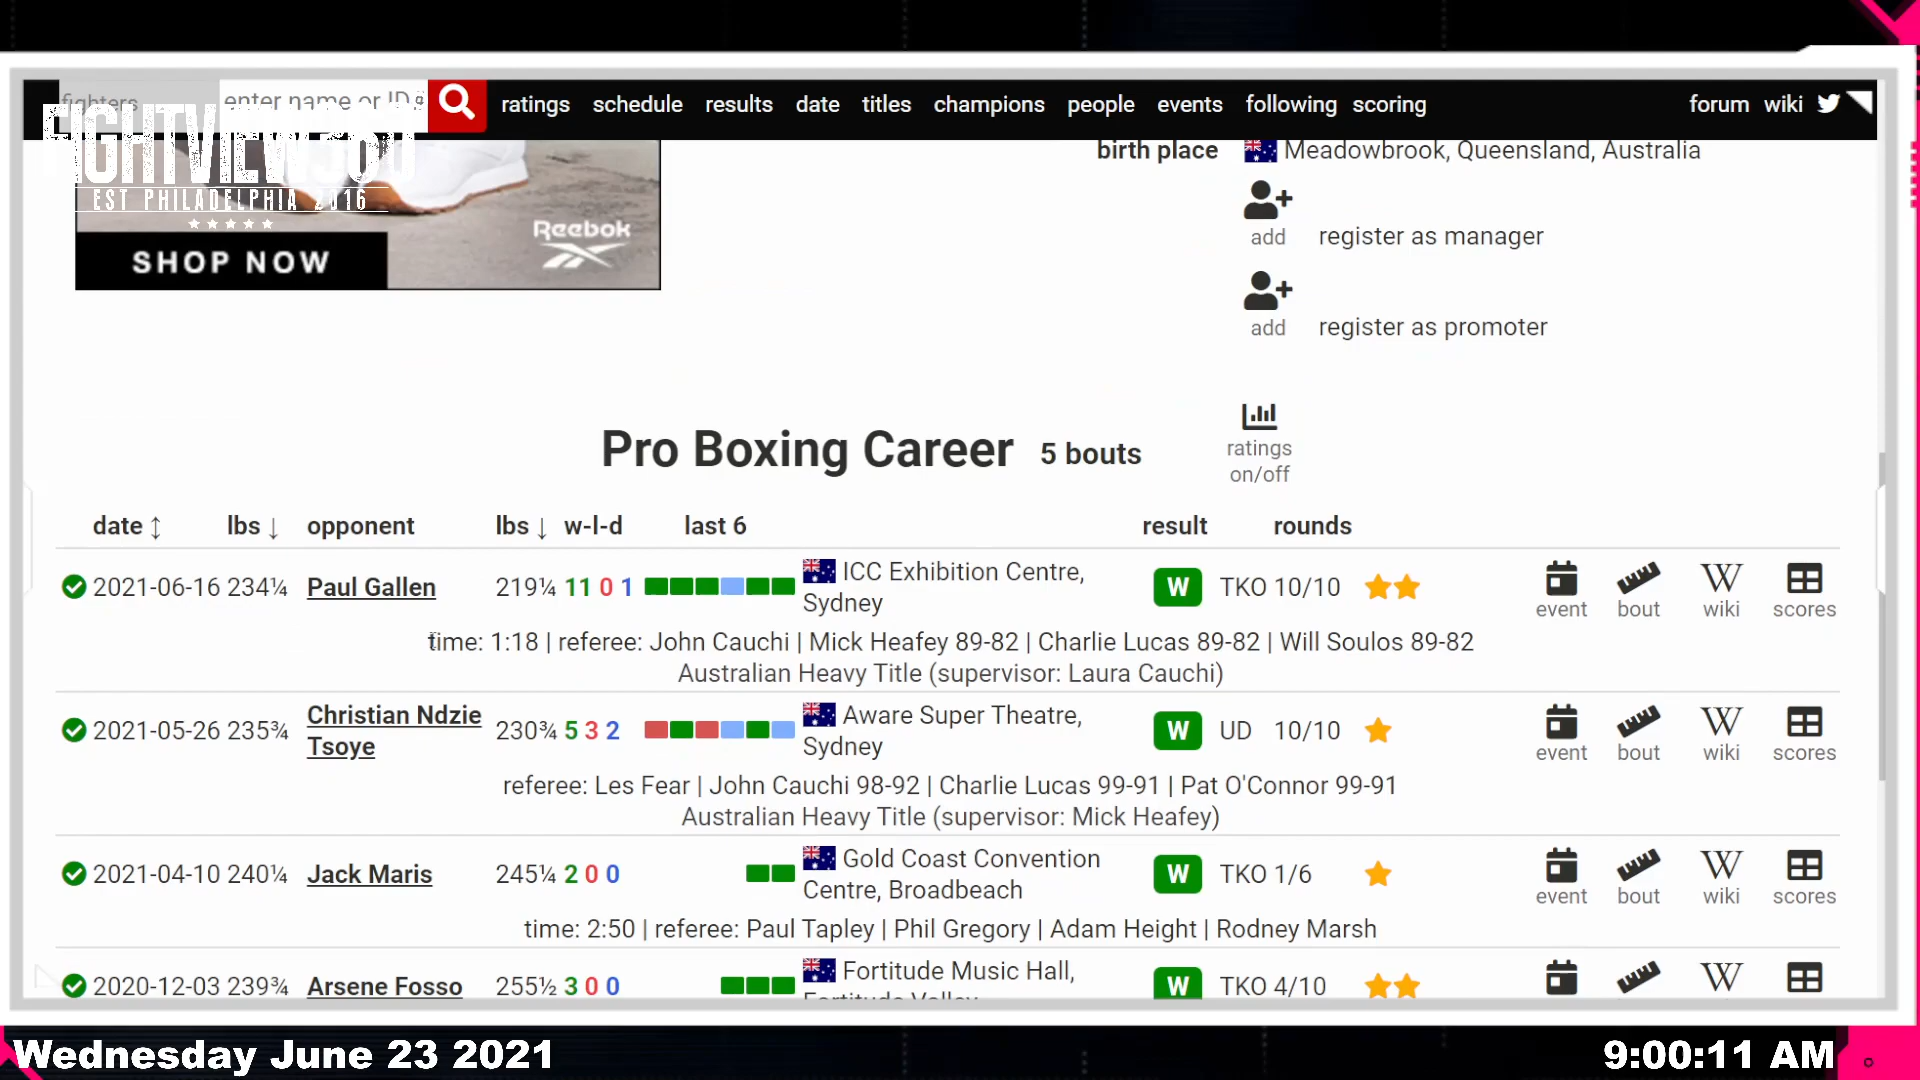 fighters enter name or ID# ratings schedule results date titles champions people events following scoring forum wiki
FIGHTVIEW360
EST PHILADELPHIA 2016
Reebok
SHOP NOW
birth place Meadowbrook, Queensland, Australia
add register as manager
add register as promoter
Pro Boxing Career 5 bouts
ratings
on/off
date lbs opponent lbs w-l-d last 6 result rounds
2021-06-16 234¼ Paul Gallen 219¼ 11 0 1 ICC Exhibition Centre, Sydney W TKO 10/10 event bout wiki scores
time: 1:18 | referee: John Cauchi | Mick Heafey 89-82 | Charlie Lucas 89-82 | Will Soulos 89-82
Australian Heavy Title (supervisor: Laura Cauchi)
2021-05-26 235¾ Christian Ndzie Tsoye 230¾ 5 3 2 Aware Super Theatre, Sydney W UD 10/10 event bout wiki scores
referee: Les Fear | John Cauchi 98-92 | Charlie Lucas 99-91 | Pat O'Connor 99-91
Australian Heavy Title (supervisor: Mick Heafey)
2021-04-10 240¼ Jack Maris 245¼ 2 0 0 Gold Coast Convention Centre, Broadbeach W TKO 1/6 event bout wiki scores
time: 2:50 | referee: Paul Tapley | Phil Gregory | Adam Height | Rodney Marsh
2020-12-03 239¾ Arsene Fosso 255½ 3 0 0 Fortitude Music Hall, W TKO 4/10
Wednesday June 23 2021
9:00:11 AM